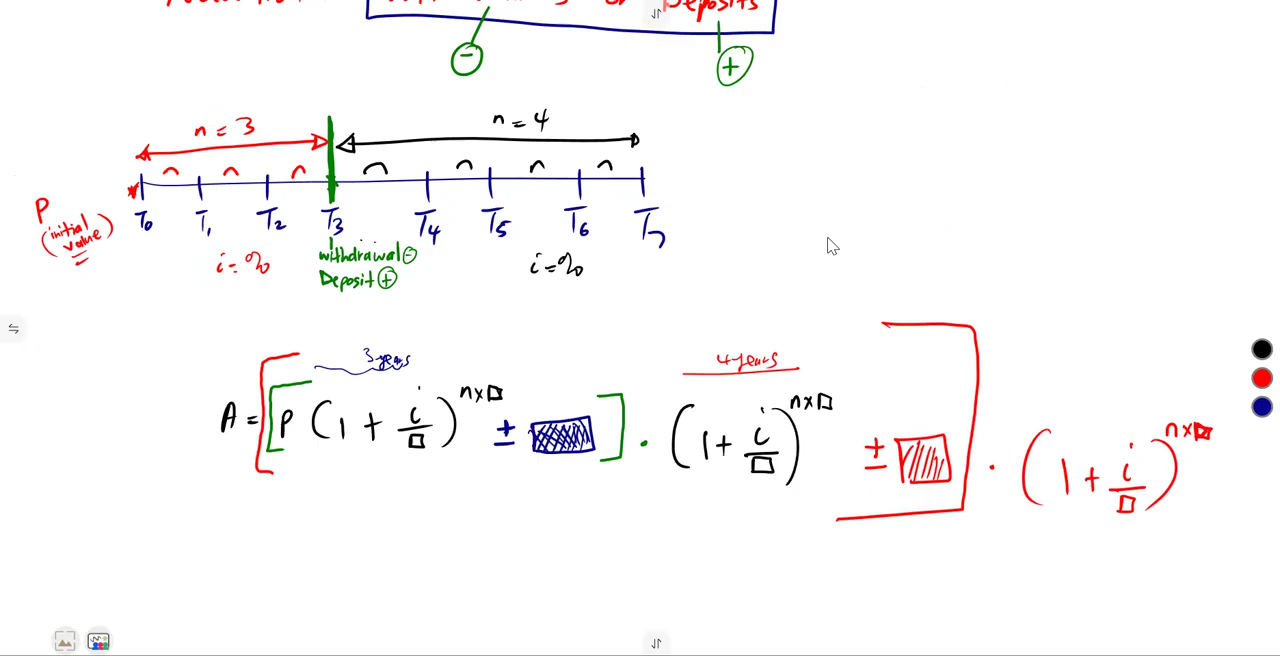 Deposits
− +
n = 3 n = 4
P
(initial value)
T0 T1 T2 T3 T4 T5 T6 T7
i = % withdrawal − i = %
Deposit +
3 years 4 years
A = [[P (1 + i/□)^n×□ ± ▨] · (1 + i/□)^n×□ ± ▨] · (1 + i/□)^n×□